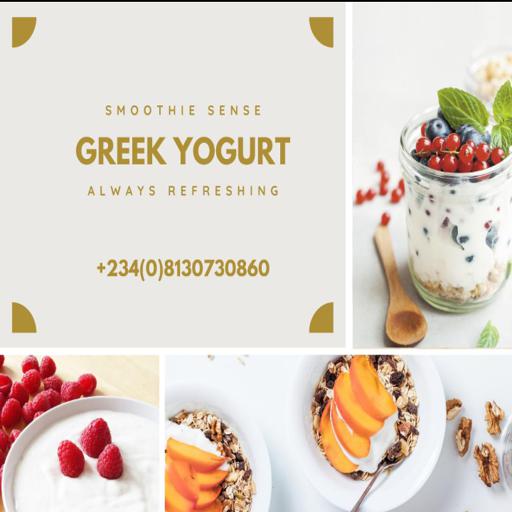 SMOOTHIE SENSE
GREEK YOGURT
ALWAYS REFRESHING
+234(0)8130730860